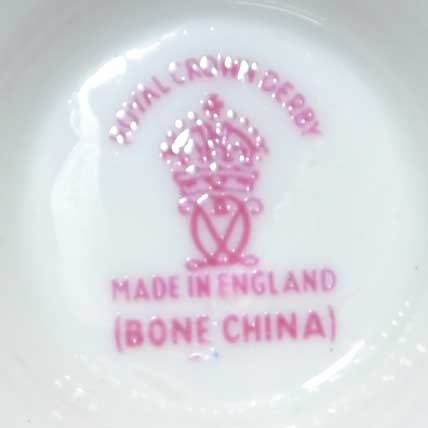 ROYAL CROWN DERBY
MADE IN ENGLAND
(BONE CHINA)